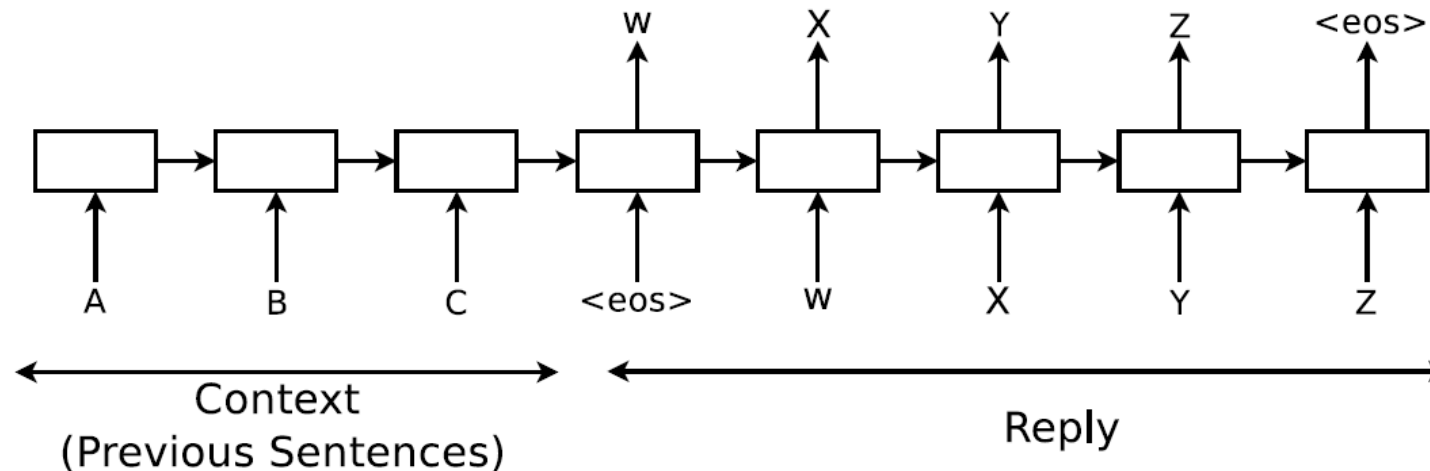 W X Y Z <eos>
A B C <eos> W X Y Z
Context
(Previous Sentences)
Reply